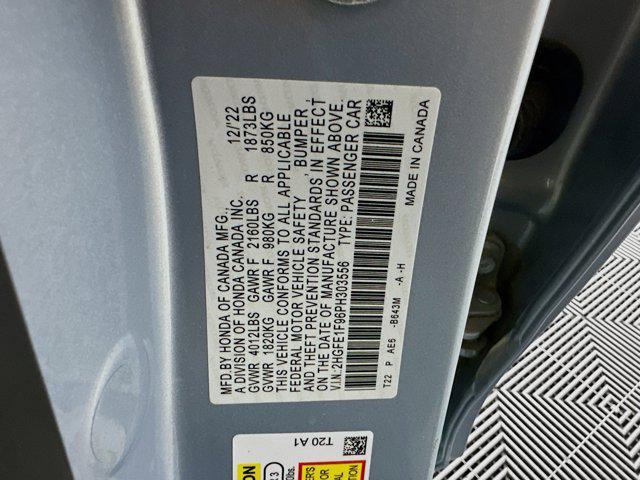 MFD.BY HONDA OF CANADA MFG. 12/'22
A DIVISION OF HONDA CANADA INC.
GVWR 4012LBS GAWR F 2160LBS R 1873LBS
GVWR 1820KG GAWR F 980KG R 850KG
THIS VEHICLE CONFORMS TO ALL APPLICABLE
FEDERAL MOTOR VEHICLE SAFETY, BUMPER,
AND THEFT PREVENTION STANDARDS IN EFFECT
ON THE DATE OF MANUFACTURE SHOWN ABOVE.
V.I.N: 2HGFE1F96PH303556 TYPE: PASSENGER CAR
T22 P AE6 -B643M -A -H
MADE IN CANADA
T20 A1